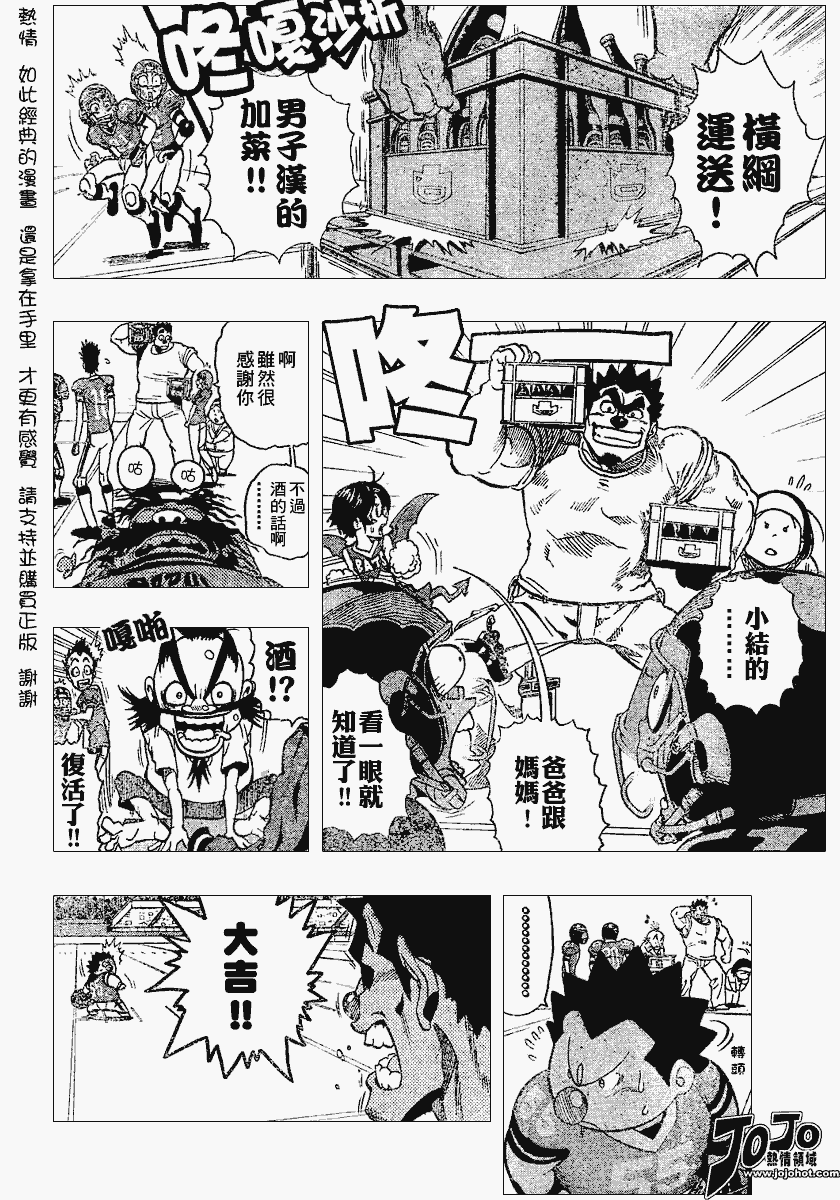 橫綱
運送！
男子漢的
加菜!!
咚
嘎沙
小結的
………
爸爸跟
媽媽！
看一眼就
知道了!!
咚
啊
雖然很
感謝你
不過
酒的話啊
………
咕
咕
酒!?
嘎啪
復活了!!
…………
轉頭
大吉!!
熱情 如此經典的漫畫 還是拿在手里 才更有感覺 請支持並購買正版 謝謝
JOJO
熱情領域
www.jojohot.com